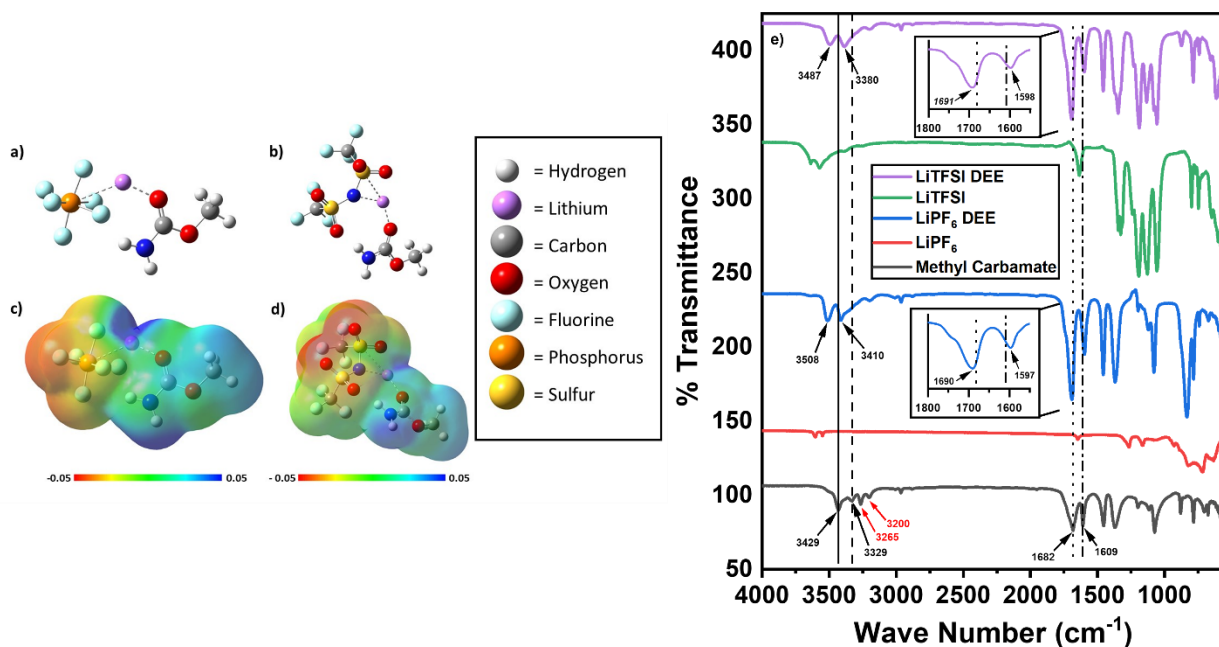 a)
b)
c)
d)
-0.05 0.05
- 0.05 0.05
= Hydrogen
= Lithium
= Carbon
= Oxygen
= Fluorine
= Phosphorus
= Sulfur
e)
% Transmittance
400
350
300
250
200
150
100
50
3487
3380
1691
1598
1800 1700 1600
LiTFSI DEE
LiTFSI
LiPF₆ DEE
LiPF₆
Methyl Carbamate
3508
3410
1690
1597
1800 1700 1600
3429
3329
3265
3200
1682
1609
4000 3500 3000 2500 2000 1500 1000
Wave Number (cm⁻¹)